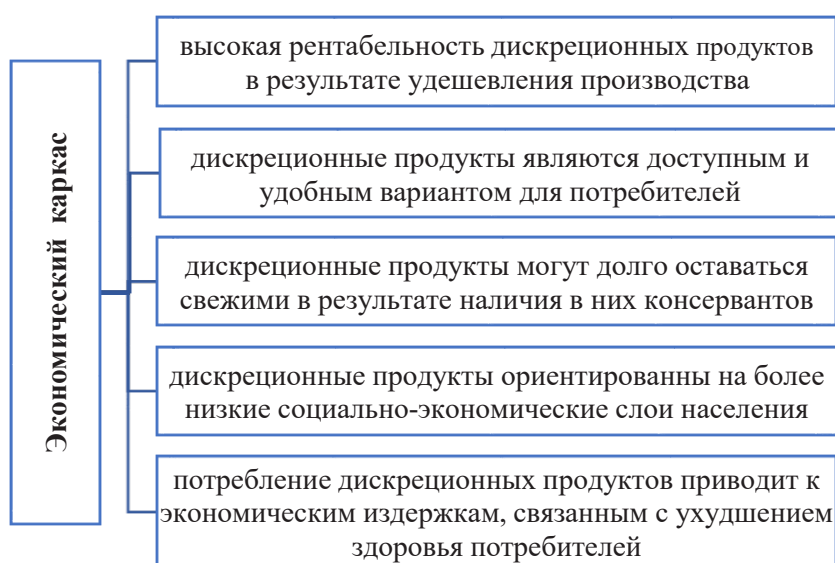 Экономический каркас
высокая рентабельность дискреционных продуктов
в результате удешевления производства
дискреционные продукты являются доступным и
удобным вариантом для потребителей
дискреционные продукты могут долго оставаться
свежими в результате наличия в них консервантов
дискреционные продукты ориентированны на более
низкие социально-экономические слои населения
потребление дискреционных продуктов приводит к
экономическим издержкам, связанным с ухудшением
здоровья потребителей